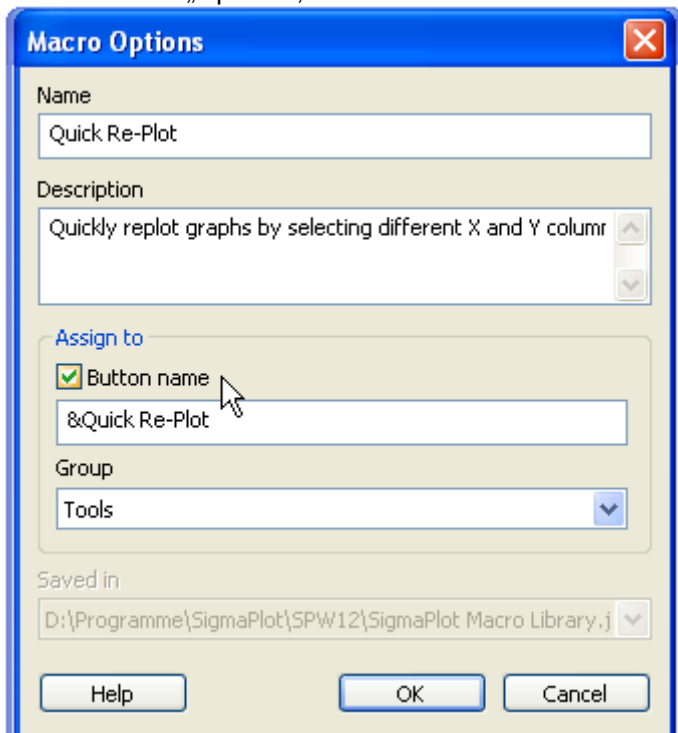 Macro Options
Name
Quick Re-Plot
Description
Quickly replot graphs by selecting different X and Y
Assign to
Button name
&Quick Re-Plot
Group
Tools
Saved in
D:\Programme\SigmaPlot\SPW12\SigmaPlot Macro Library.j
Help OK Cancel